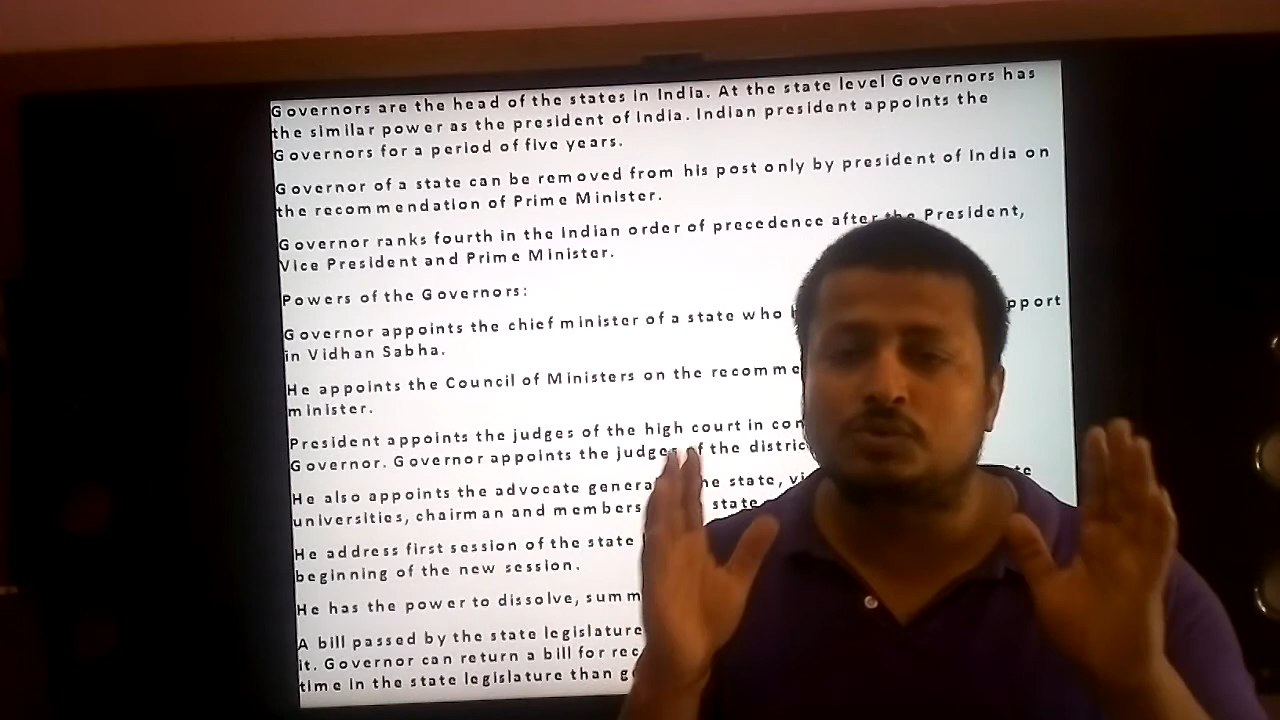 Governors are the head of the states in India. At the state level Governors has
the similar power as the president of India. Indian president appoints the
Governors for a period of five years.
Governor of a state can be removed from his post only by president of India on
the recommendation of Prime Minister.
Governor ranks fourth in the Indian order of precedence after the President,
Vice President and Prime Minister.
Powers of the Governors:
Governor appoints the chief minister of a state who
in Vidhan Sabha.
He appoints the Council of Ministers on the
minister.
President appoints the judges of the high court in
Governor. Governor appoints the judges of the
He also appoints the advocate the state,
universities, chairman and members state
He address first session of the state
beginning of the new session.
He has the power to dissolve,
A bill passed by the state legislature
it. Governor can return a bill for
time in the state legislature than